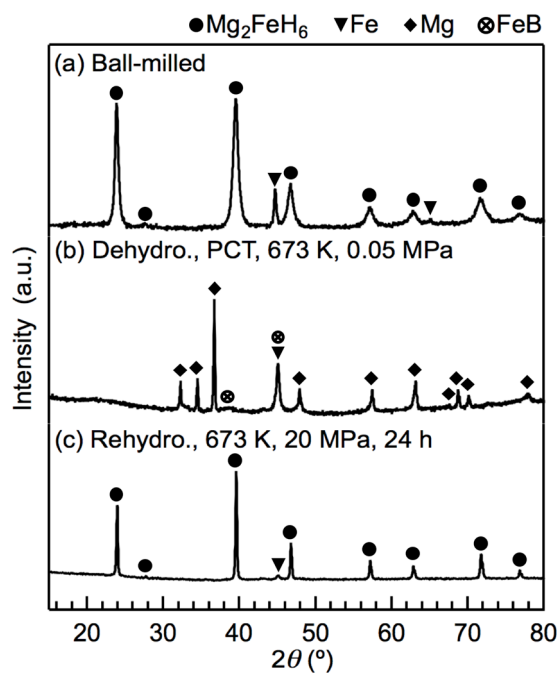 ● Mg₂FeH₆ ▼ Fe ◆ Mg ⊗ FeB
(a) Ball-milled
(b) Dehydro., PCT, 673 K, 0.05 MPa
(c) Rehydro., 673 K, 20 MPa, 24 h
Intensity (a.u.)
20 30 40 50 60 70 80
2θ (°)